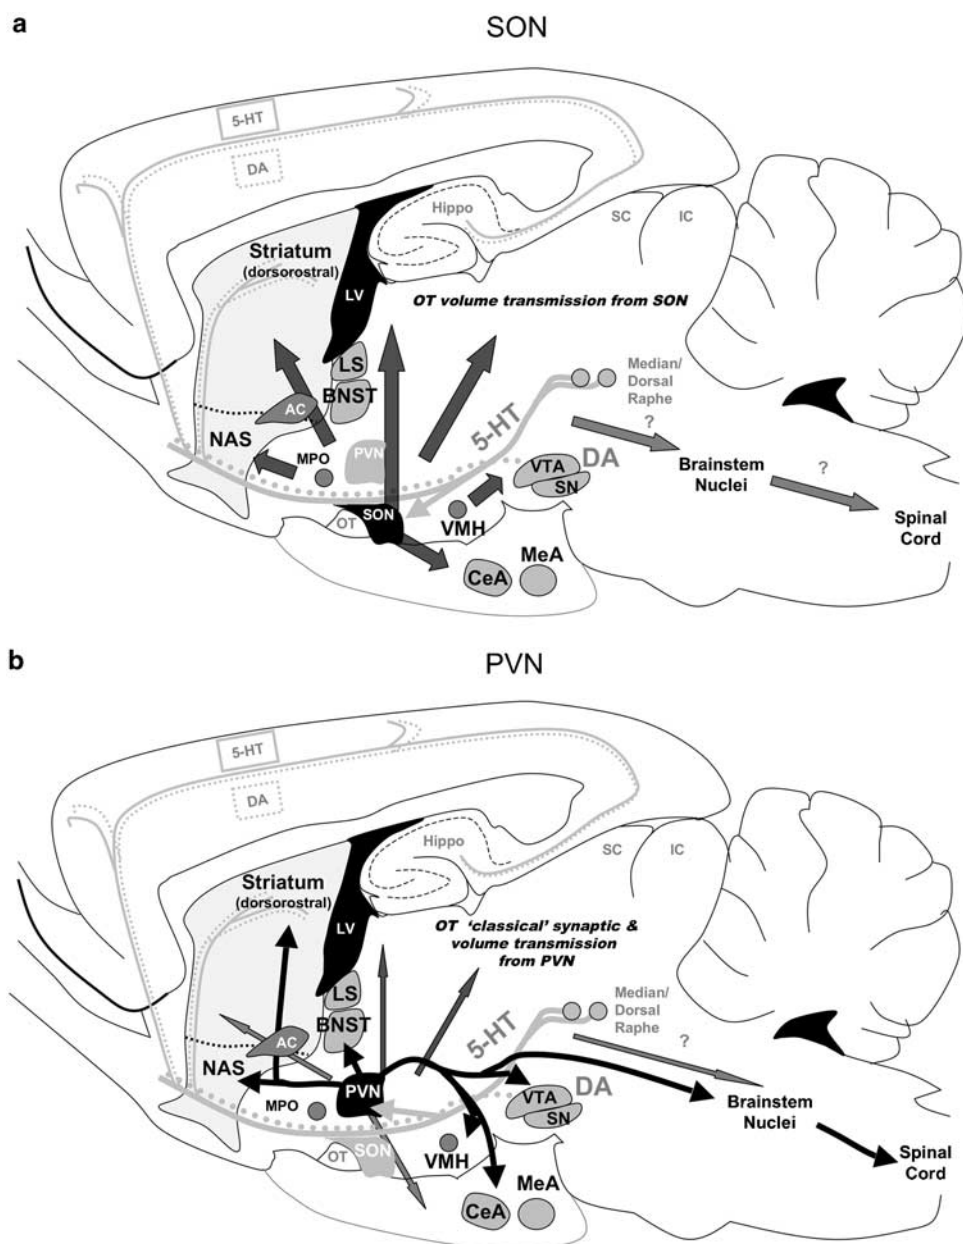 a
SON
5-HT
DA
Hippo
SC
IC
Striatum
(dorsorostral)
LV
OT volume transmission from SON
LS
BNST
Median/
Dorsal
Raphe
AC
5-HT
?
NAS
MPO
PVN
DA
VTA
SN
Brainstem
Nuclei
?
OT
SON
VMH
Spinal
Cord
MeA
CeA
b
PVN
5-HT
DA
Hippo
SC
IC
Striatum
(dorsorostral)
LV
OT ‘classical’ synaptic &
volume transmission
from PVN
LS
BNST
Median/
Dorsal
Raphe
AC
5-HT
?
NAS
PVN
DA
MPO
VTA
SN
Brainstem
Nuclei
OT
SON
VMH
Spinal
Cord
MeA
CeA